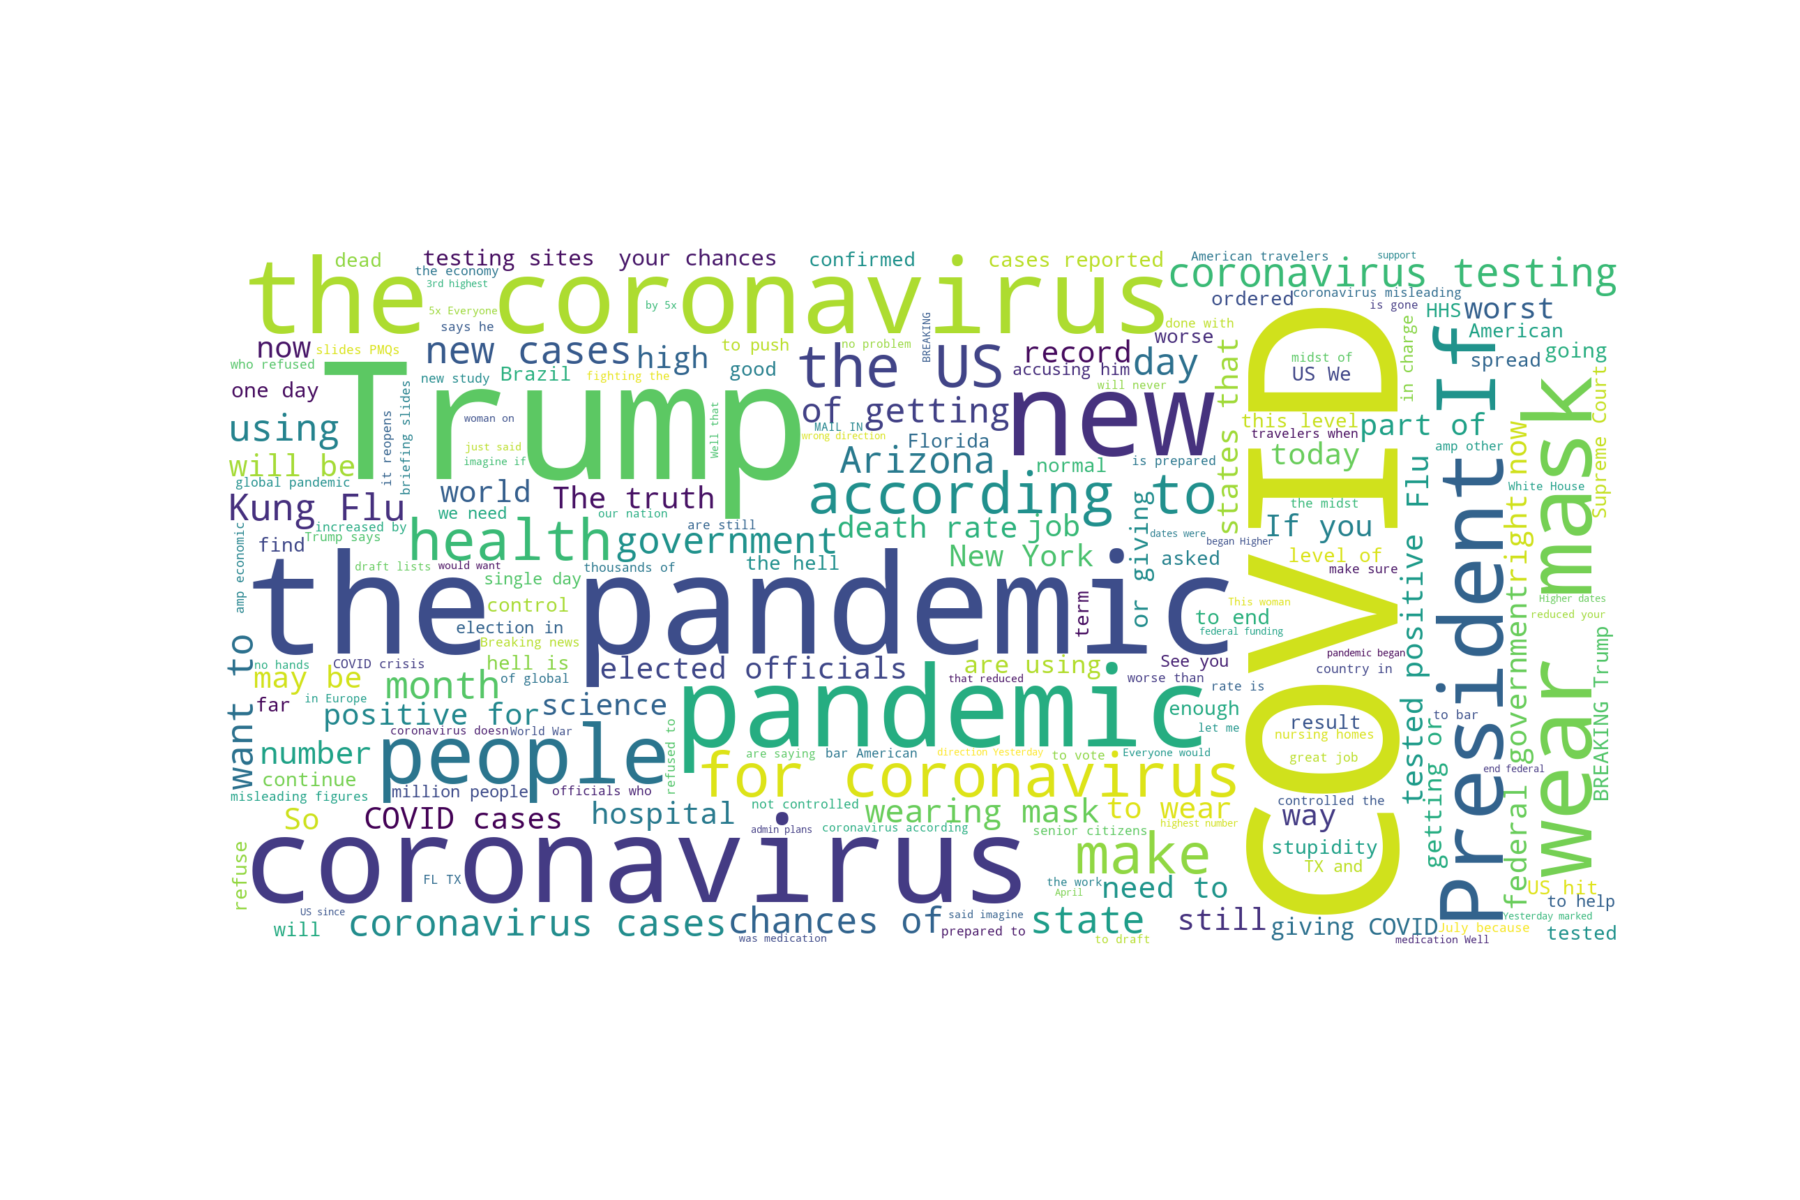 dead
testing sites
your chances
confirmed
cases reported
American travelers
support
the economy
3rd highest
the coronavirus
coronavirus testing
5x Everyone
by 5x
ordered
coronavirus misleading
is gone
says he
BREAKING
done with
HHS
worst
now
slides PMQs
new cases
high
to push
no problem
the US
record
day
worse
American
who refused
new study
Brazil
fighting the
good
accusing him
will never
states that
midst of
US We
in charge
spread
going
one day
it reopens
briefing slides
woman on
Trump
Well that
of getting
new
COVID
this level
part of
If
President If
wear mask
Supreme Court
using
just said
imagine if
MAIL IN
wrong direction
Florida
travelers when
amp other
will be
Arizona
normal
is prepared
today
global pandemic
White House
world
The truth
according to
the midst
Kung Flu
we need
our nation
increased by
Trump says
are still
death rate
job
dates were
began Higher
If you
find
health
government
New York
or giving
asked
level of
amp economic
draft lists
would want
thousands of
the hell
make sure
single day
the pandemic
term
This woman
Higher dates
control
to end
reduced your
election in
federal funding
Breaking news
tested positive Flu
federal government right now
BREAKING Trump
want to
no hands
COVID crisis
hell is
elected officials
are using
See you
pandemic began
may be
of global
that reduced
worse than
country in
in Europe
month
rate is
far
positive for
science
pandemic
enough
result
to bar
coronavirus doesn
World War
let me
nursing homes
number
people
refused to
are saying
bar American
direction Yesterday
to vote
Everyone would
great job
end federal
continue
for coronavirus
misleading figures
million people
officials who
getting or
So
COVID cases
hospital
not controlled
wearing mask
to wear
controlled the
way
admin plans
coronavirus according
senior citizens
highest number
stupidity
refuse
coronavirus
make
TX and
FL TX
the work
April
need to
US hit
to help
US since
said imagine
Yesterday marked
will
coronavirus cases
chances of
prepared to
state
still
giving COVID
July because
tested
was medication
to draft
medication Well